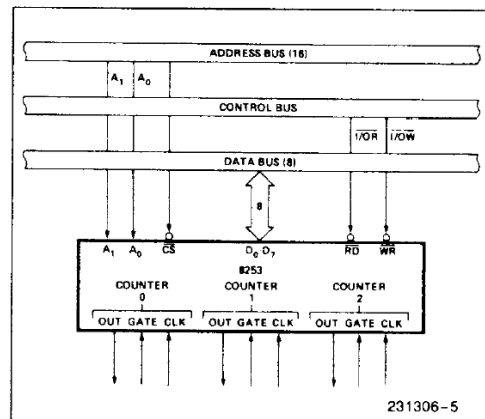 ADDRESS BUS (16)
A₁ A₀
CONTROL BUS
I/OR I/OW
DATA BUS (8)
8
A₁ A₀ CS D₀-D₇ RD WR
8253
COUNTER 0 COUNTER 1 COUNTER 2
OUT GATE CLK OUT GATE CLK OUT GATE CLK
231306-5